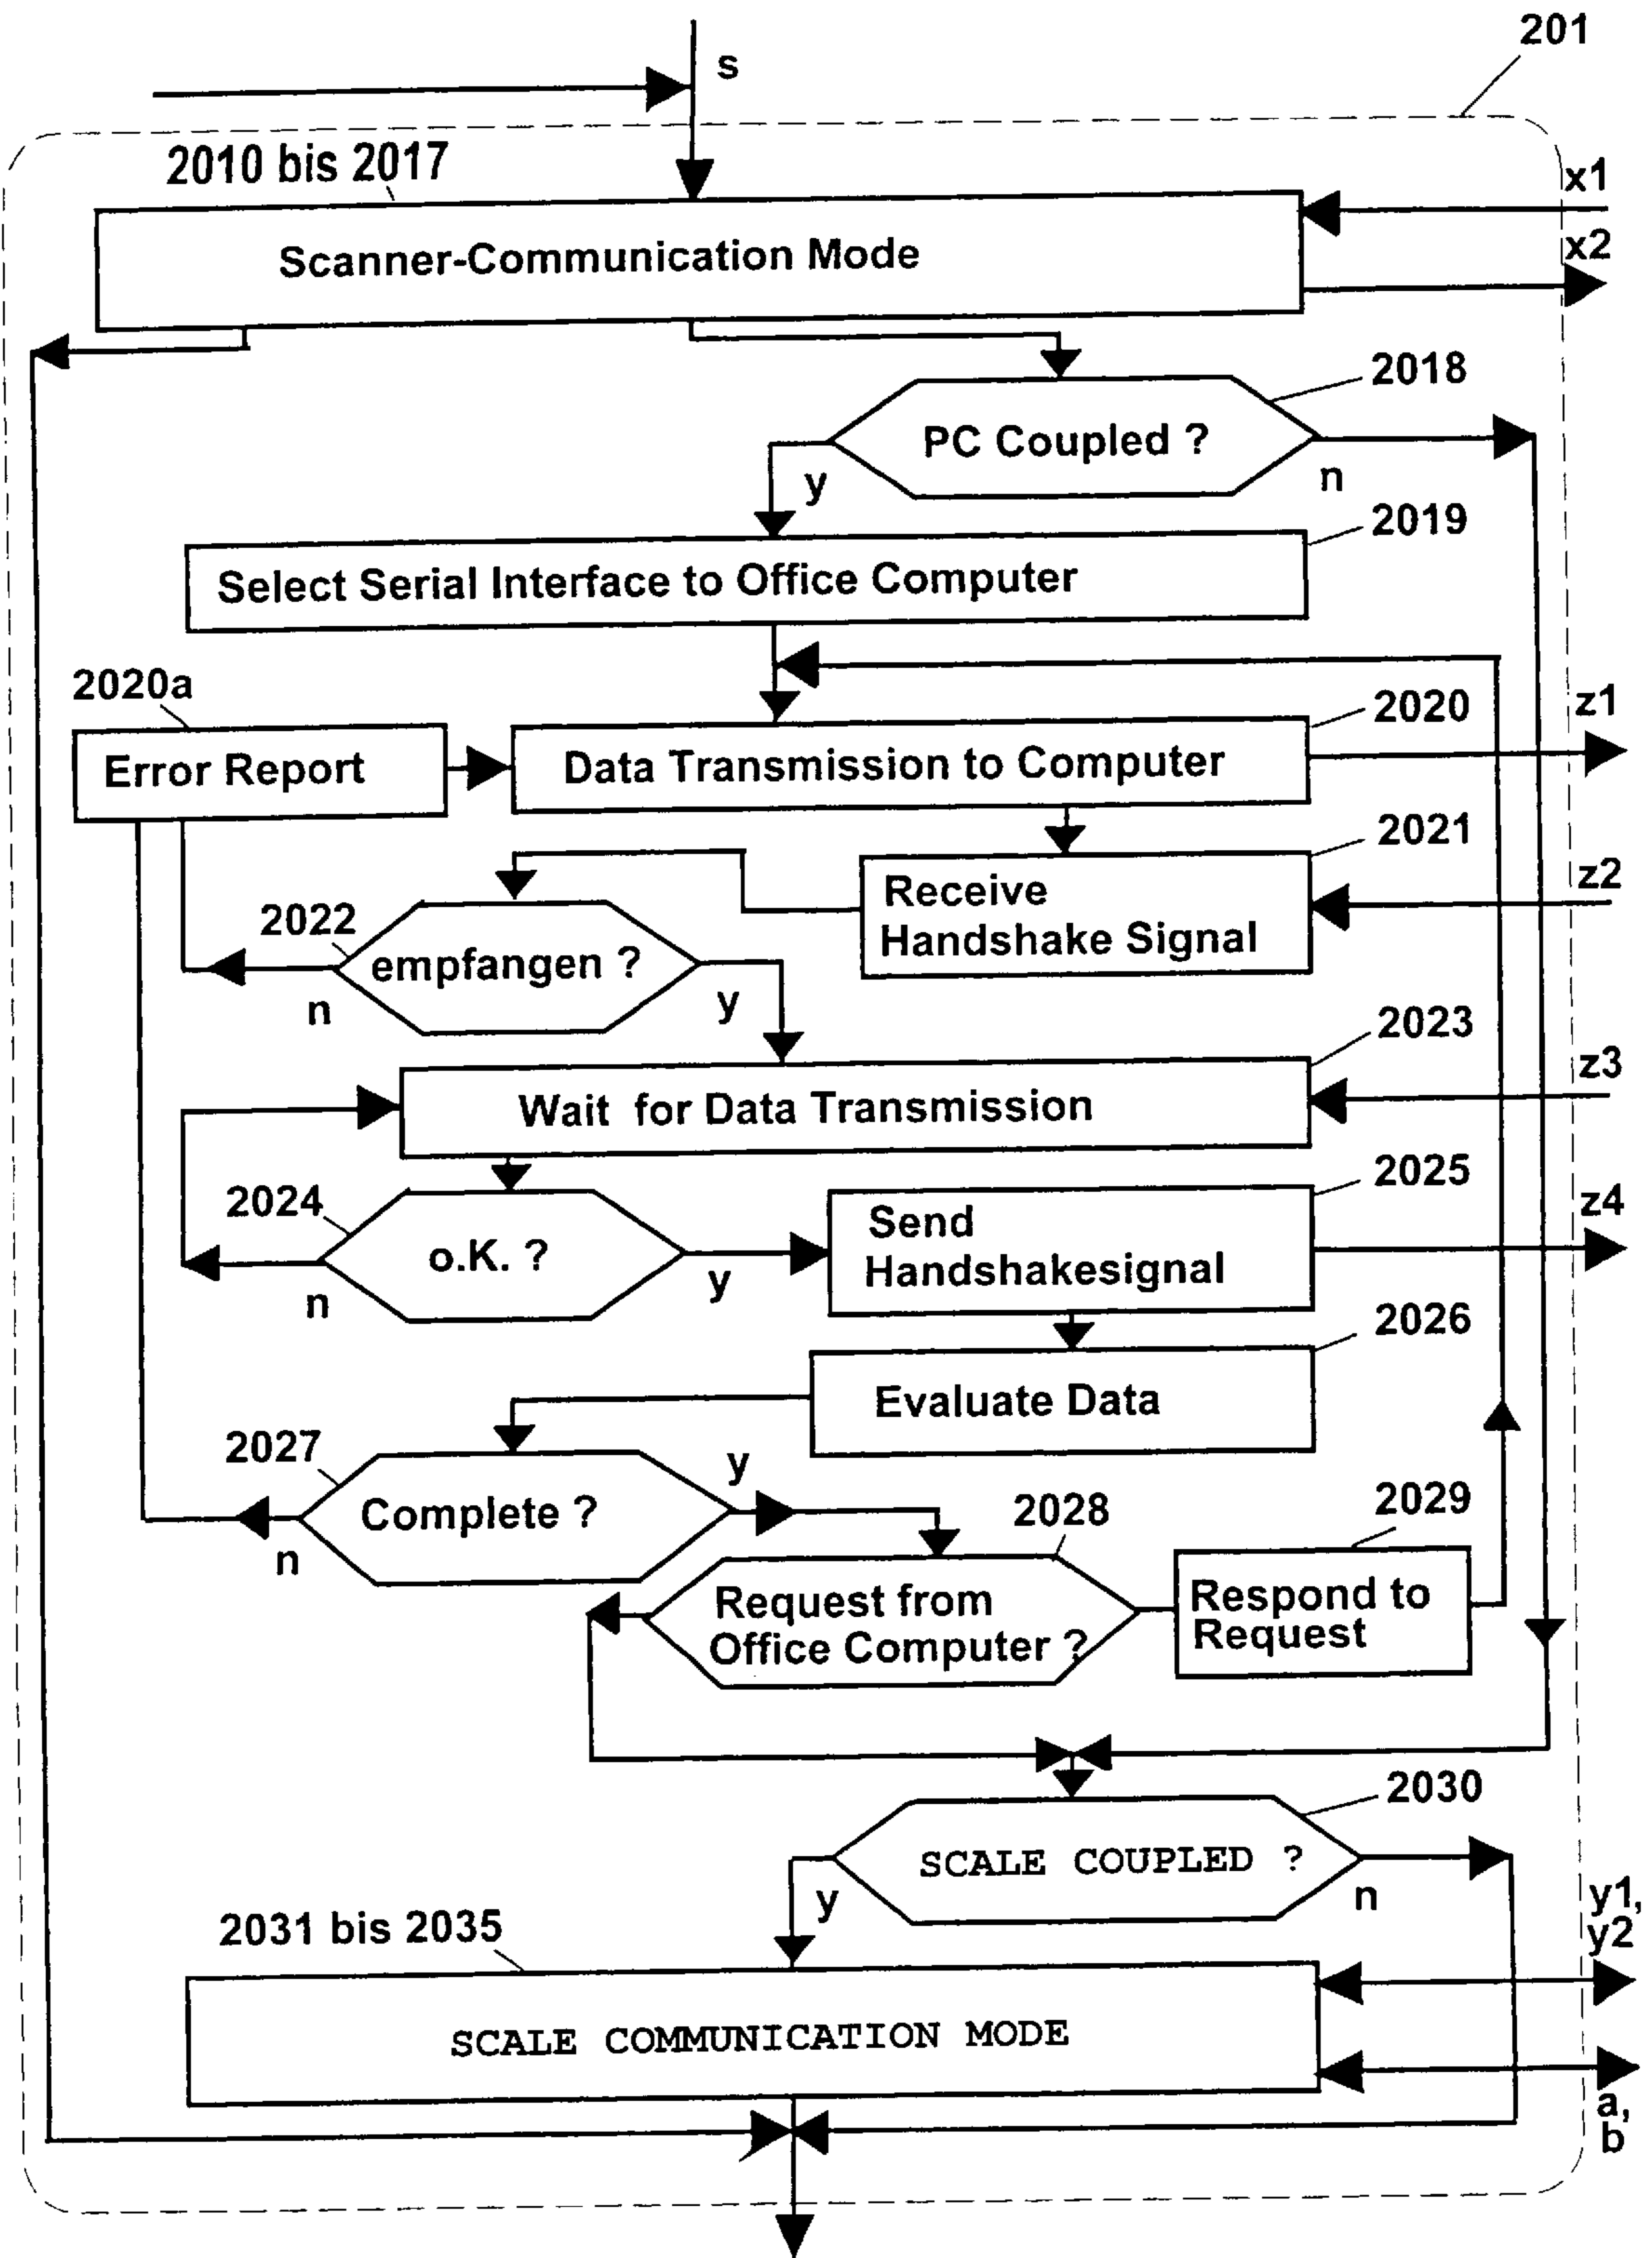 201
s
2010 bis 2017
x1
Scanner-Communication Mode
x2
2018
PC Coupled ?
y
n
2019
Select Serial Interface to Office Computer
2020a
2020
z1
Error Report
Data Transmission to Computer
2021
z2
Receive
Handshake Signal
2022
empfangen ?
n
y
2023
z3
Wait for Data Transmission
2024
2025
z4
o.K. ?
n
y
Send
Handshakesignal
2026
Evaluate Data
2027
y
Complete ?
n
2028
2029
Request from
Office Computer ?
Respond to
Request
2030
SCALE COUPLED ?
y
n
y1,
y2
2031 bis 2035
SCALE COMMUNICATION MODE
a,
b